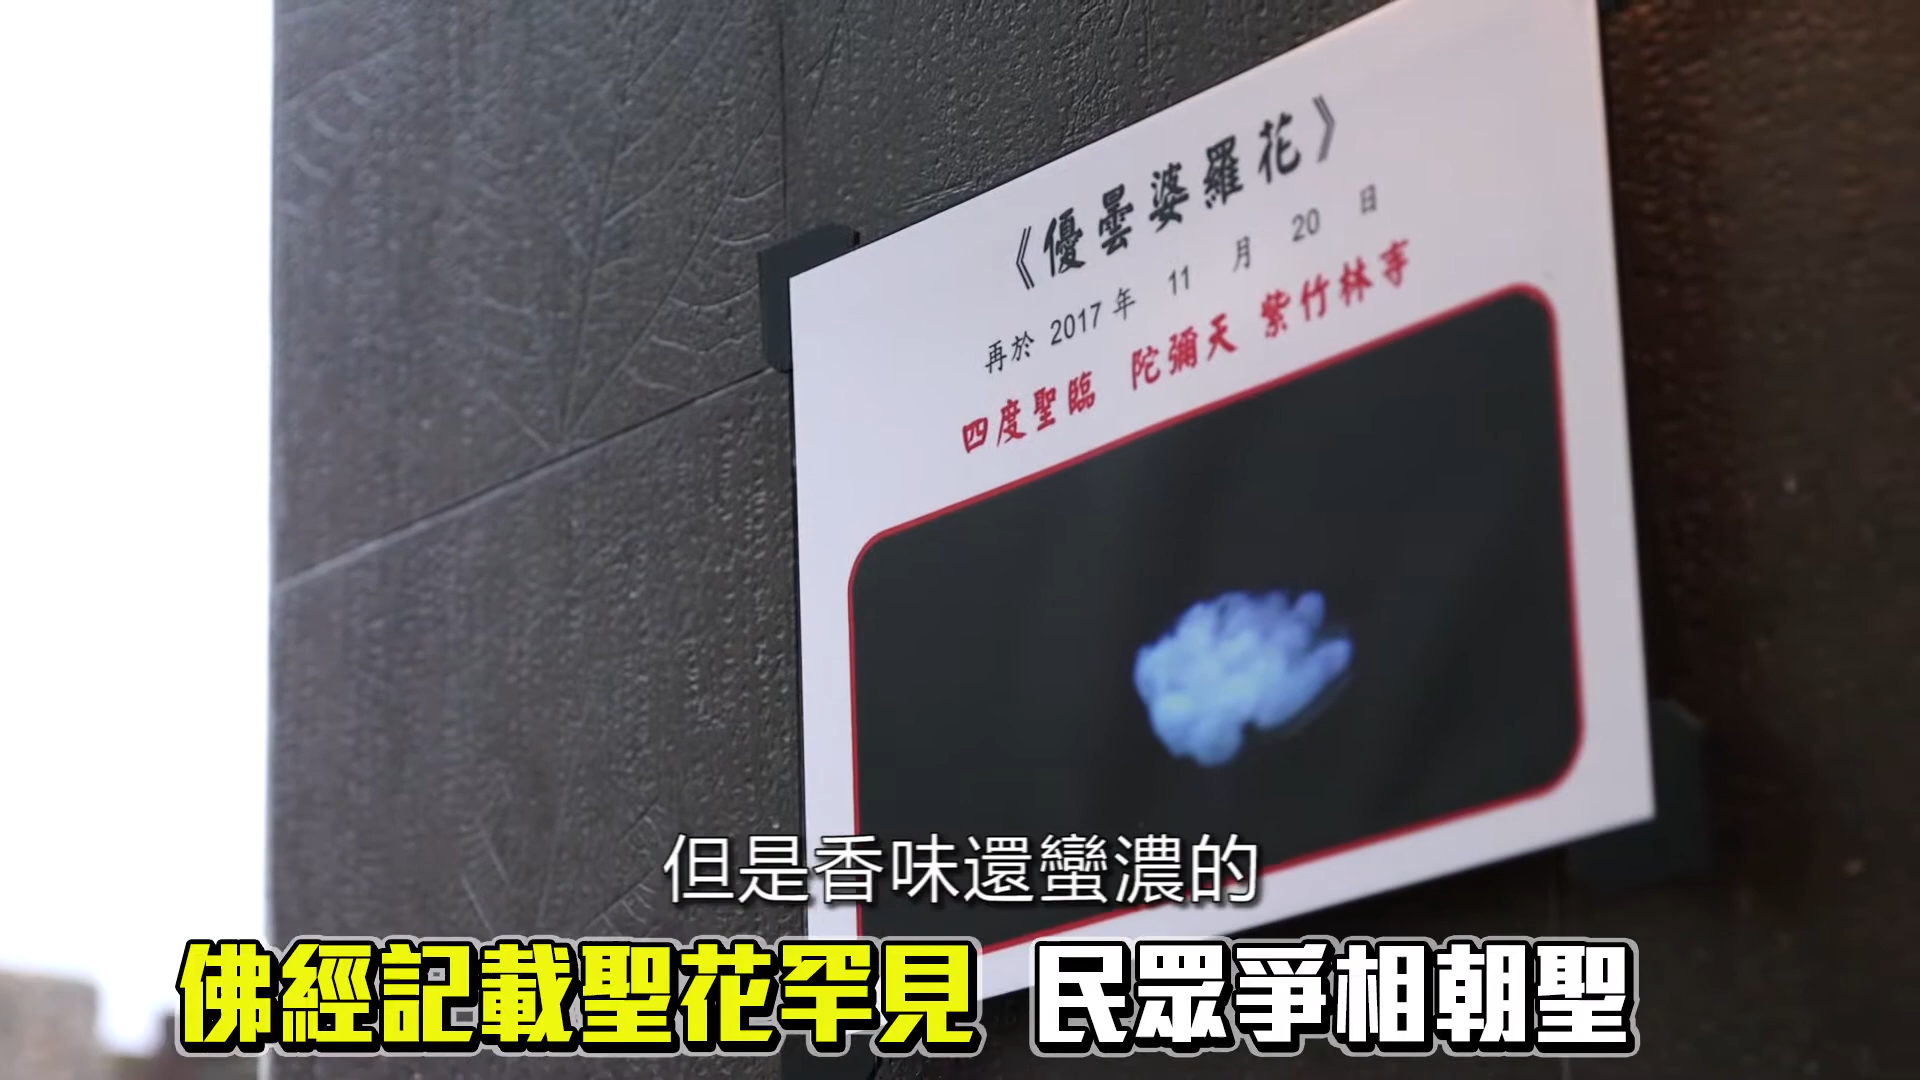 《優曇婆羅花》
再於 2017 年 11 月 20 日
四度聖臨 陀彌天 紫竹林亭
但是香味還蠻濃的
佛經記載聖花罕見 民眾爭相朝聖